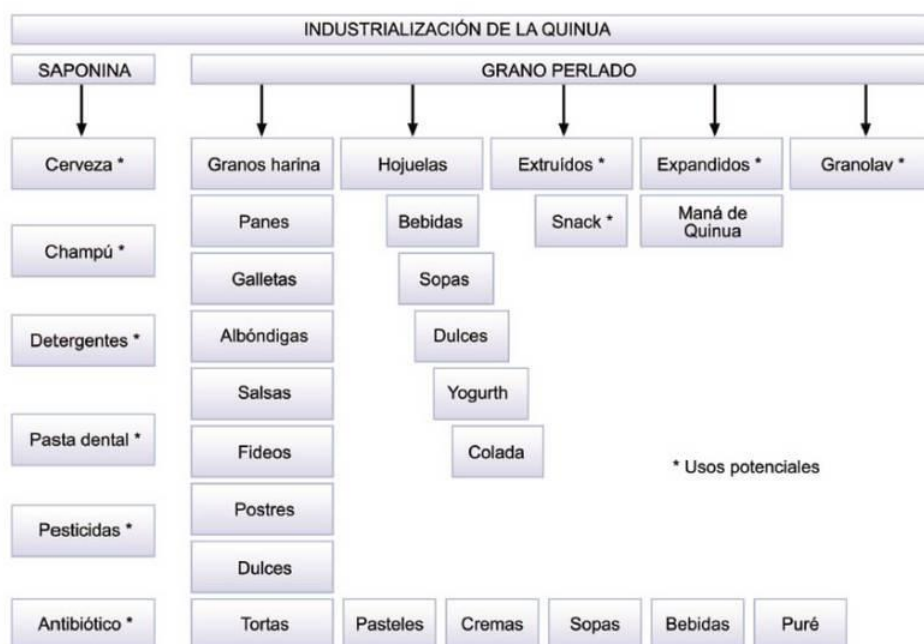 INDUSTRIALIZACIÓN DE LA QUINUA
SAPONINA
GRANO PERLADO
Cerveza *
Granos harina
Hojuelas
Extruídos *
Expandidos *
Granolav *
Panes
Bebidas
Snack *
Maná de
Quinua
Champú *
Galletas
Sopas
Detergentes *
Albóndigas
Dulces
Salsas
Yogurth
Pasta dental *
Fideos
Colada
* Usos potenciales
Postres
Pesticidas *
Dulces
Antibiótico *
Tortas
Pasteles
Cremas
Sopas
Bebidas
Puré